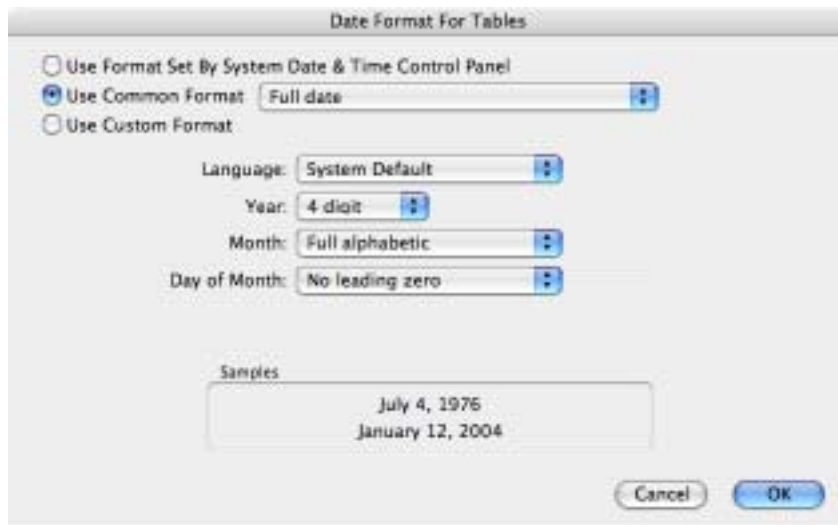 Date Format For Tables
Use Format Set By System Date & Time Control Panel
Use Common Format Full date
Use Custom Format
Language: System Default
Year: 4 digit
Month: Full alphabetic
Day of Month: No leading zero
Samples
July 4, 1976
January 12, 2004
Cancel OK